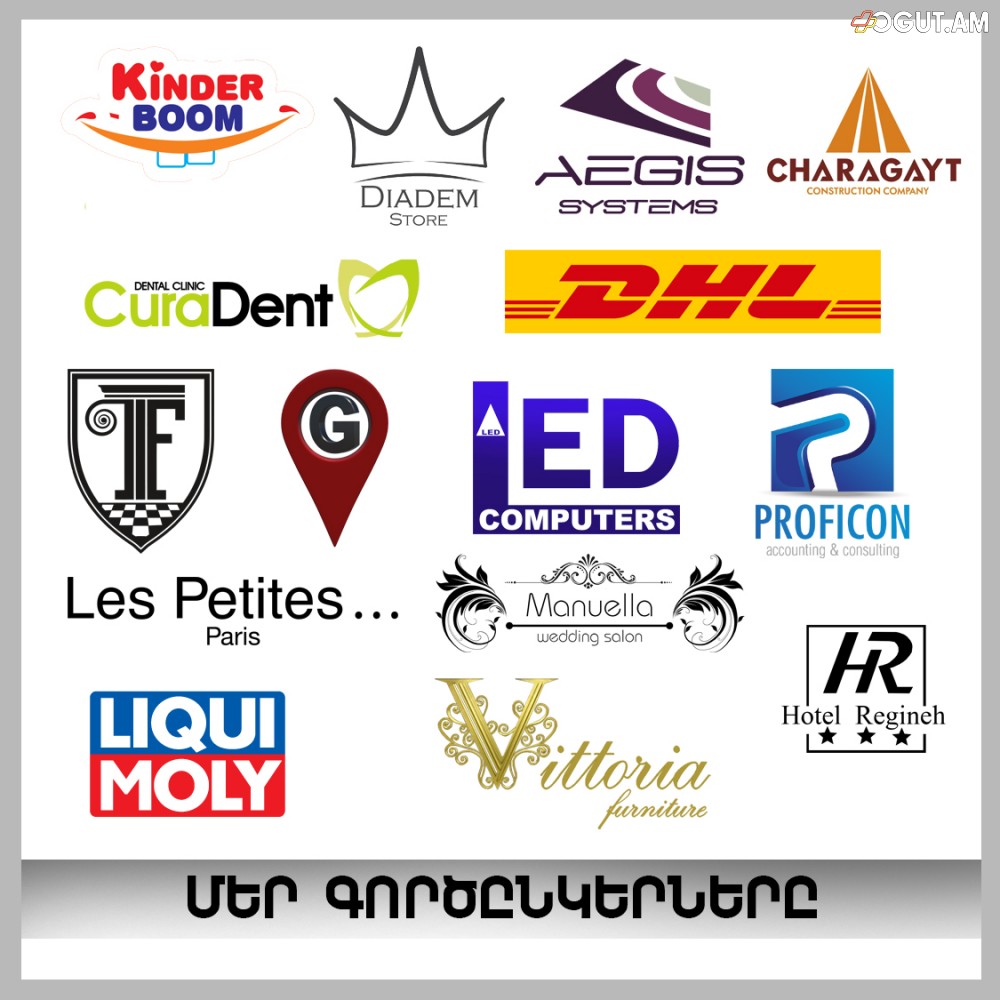 OGUT.AM
KINDER
BOOM
DIADEM
STORE
AEGIS
SYSTEMS
CHARAGAYT
CONSTRUCTION COMPANY
DENTAL CLINIC
CuraDent
DHL
TF
G
LED
LED
COMPUTERS
PROFICON
accounting & consulting
Les Petites...
Paris
Manuella
wedding salon
HR
Hotel Regineh
LIQUI
MOLY
Vittoria
furniture
ՄԵՐ ԳՈՐԾԸՆԿԵՐՆԵՐԸ